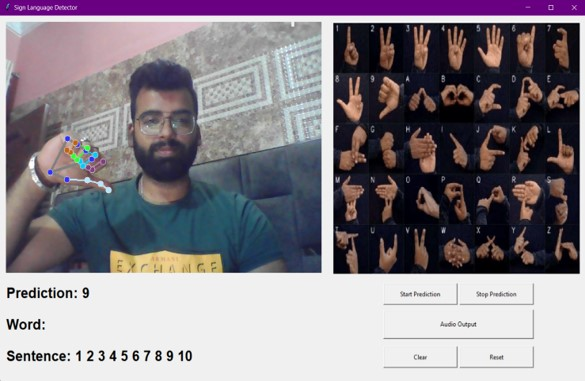 Sign Language Detector
1 2 3 4 5 6 7
8 9 A B C D E
F G H I J K L
M N O P Q R S
T U V W X Y Z
EXCHANGE
Prediction: 9
Start Prediction Stop Prediction
Word:
Audio Output
Sentence: 1 2 3 4 5 6 7 8 9 10
Clear Reset